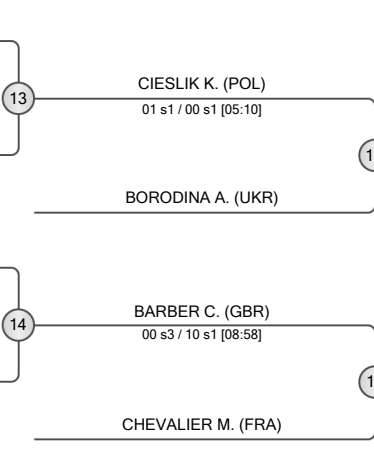 13
CIESLIK K. (POL)
01 s1 / 00 s1 [05:10]
BORODINA A. (UKR)
14
BARBER C. (GBR)
00 s3 / 10 s1 [08:58]
CHEVALIER M. (FRA)